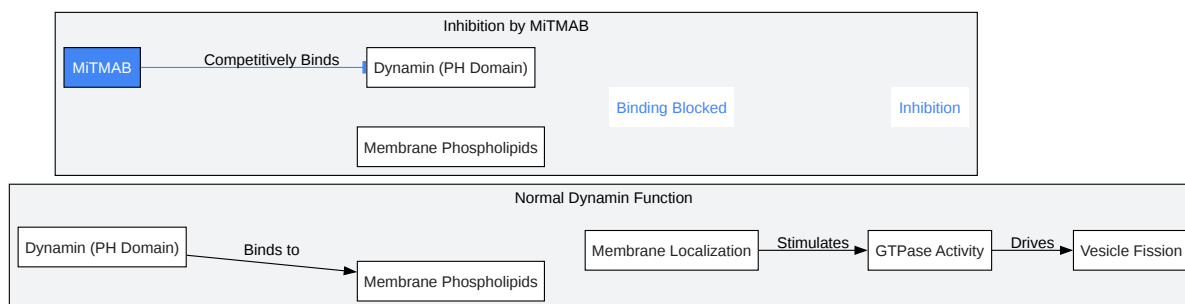 Inhibition by MiTMAB
MiTMAB
Competitively Binds
Dynamin (PH Domain)
Binding Blocked
Inhibition
Membrane Phospholipids
Normal Dynamin Function
Dynamin (PH Domain)
Binds to
Membrane Phospholipids
Membrane Localization
Stimulates
GTPase Activity
Drives
Vesicle Fission